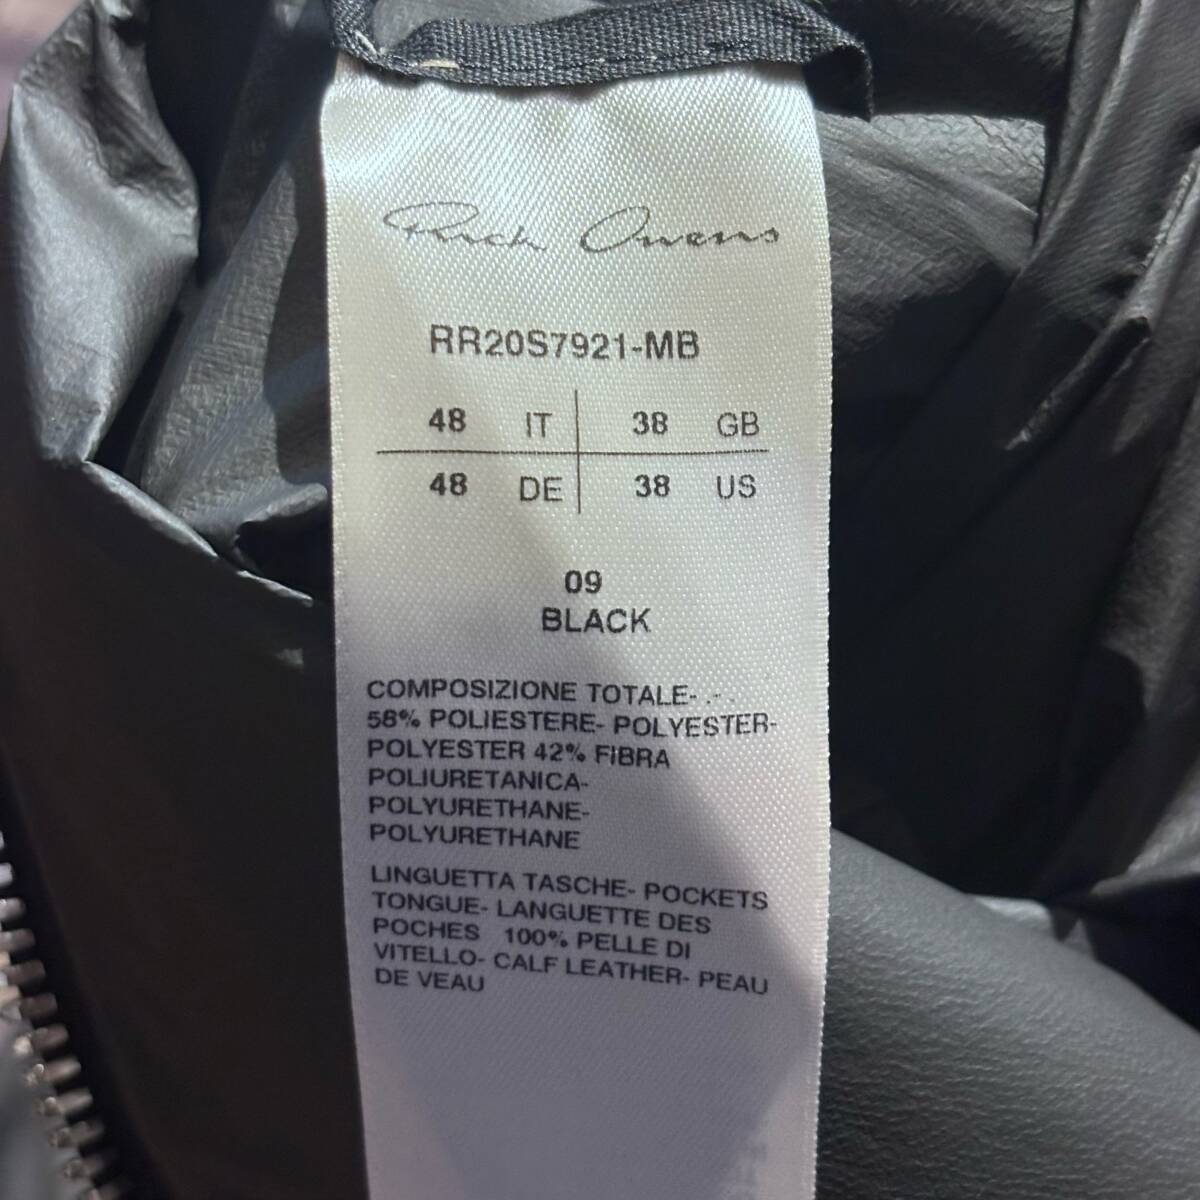 Rick Owens
RR20S7921-MB
48 IT 38 GB
48 DE 38 US
09
BLACK
COMPOSIZIONE TOTALE- .- .
58% POLIESTERE- POLYESTER-
POLYESTER 42% FIBRA
POLIURETANICA-
POLYURETHANE-
POLYURETHANE
LINGUETTA TASCHE- POCKETS
TONGUE- LANGUETTE DES
POCHES 100% PELLE DI
VITELLO- CALF LEATHER- PEAU
DE VEAU